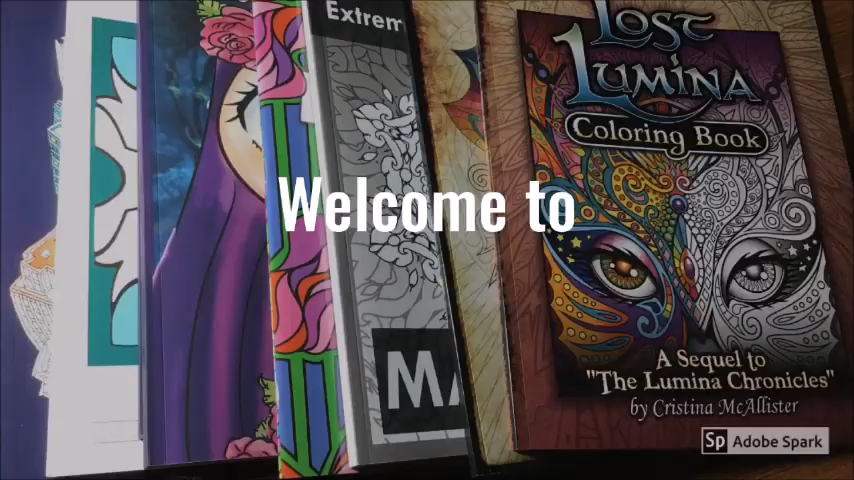 Extrem
Lost
Lumina
Coloring Book
Welcome to
MA
A Sequel to
"The Lumina Chronicles"
by Cristina McAllister
Sp Adobe Spark